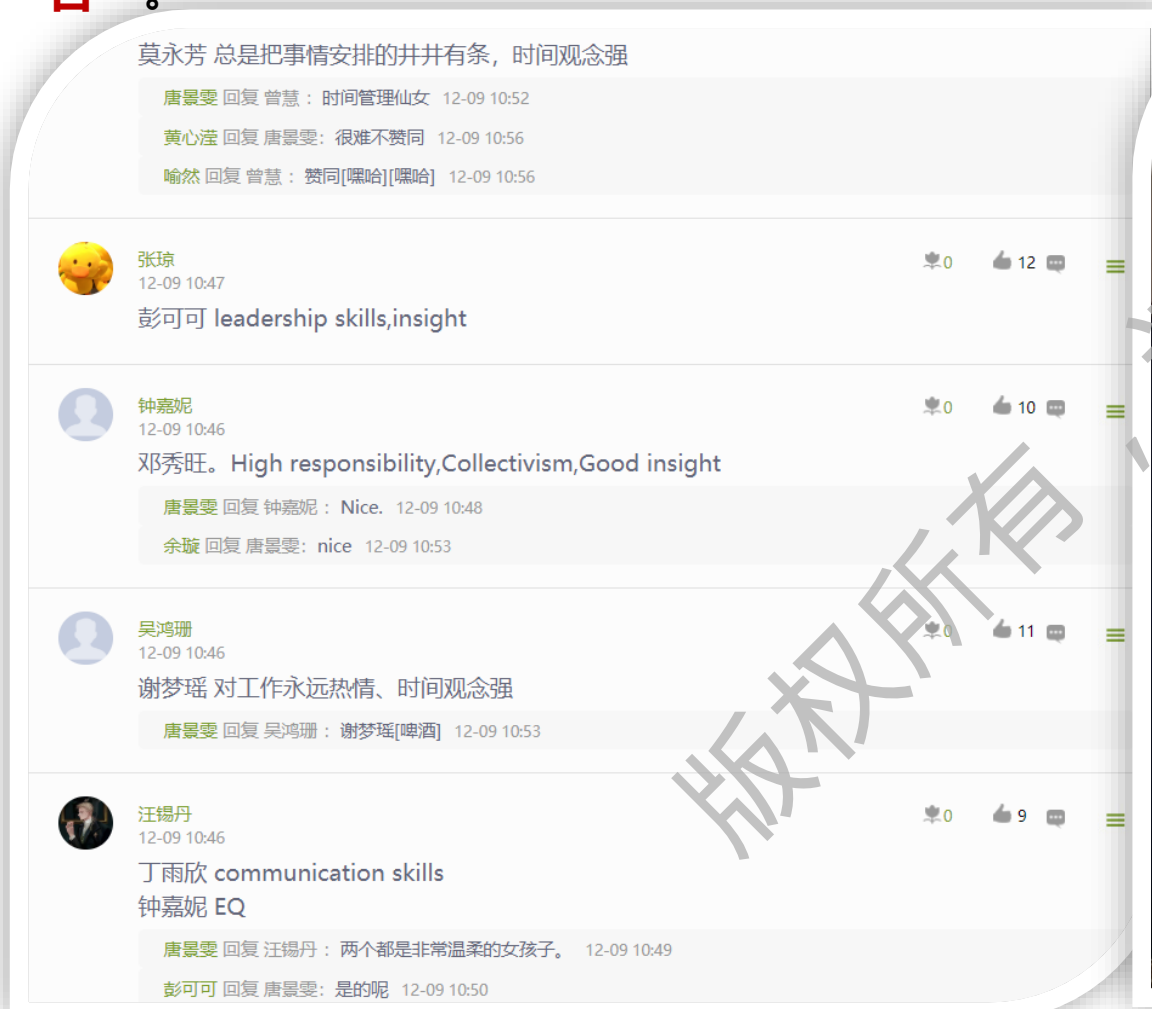 莫永芳 总是把事情安排的井井有条，时间观念强
唐景雯 回复 曾慧： 时间管理仙女 12-09 10:52
黄心滢 回复 唐景雯： 很难不赞同 12-09 10:56
喻然 回复 曾慧： 赞同[嘿哈][嘿哈] 12-09 10:56
张琼 0 12
12-09 10:47
彭可可 leadership skills,insight
钟嘉妮 0 10
12-09 10:46
邓秀旺。High responsibility,Collectivism,Good insight
唐景雯 回复 钟嘉妮： Nice. 12-09 10:48
余璇 回复 唐景雯： nice 12-09 10:53
吴鸿珊 0 11
12-09 10:46
谢梦瑶 对工作永远热情、时间观念强
唐景雯 回复 吴鸿珊： 谢梦瑶[啤酒] 12-09 10:53
汪锡丹 0 9
12-09 10:46
丁雨欣 communication skills
钟嘉妮 EQ
唐景雯 回复 汪锡丹： 两个都是非常温柔的女孩子。 12-09 10:49
彭可可 回复 唐景雯： 是的呢 12-09 10:50
版权所有